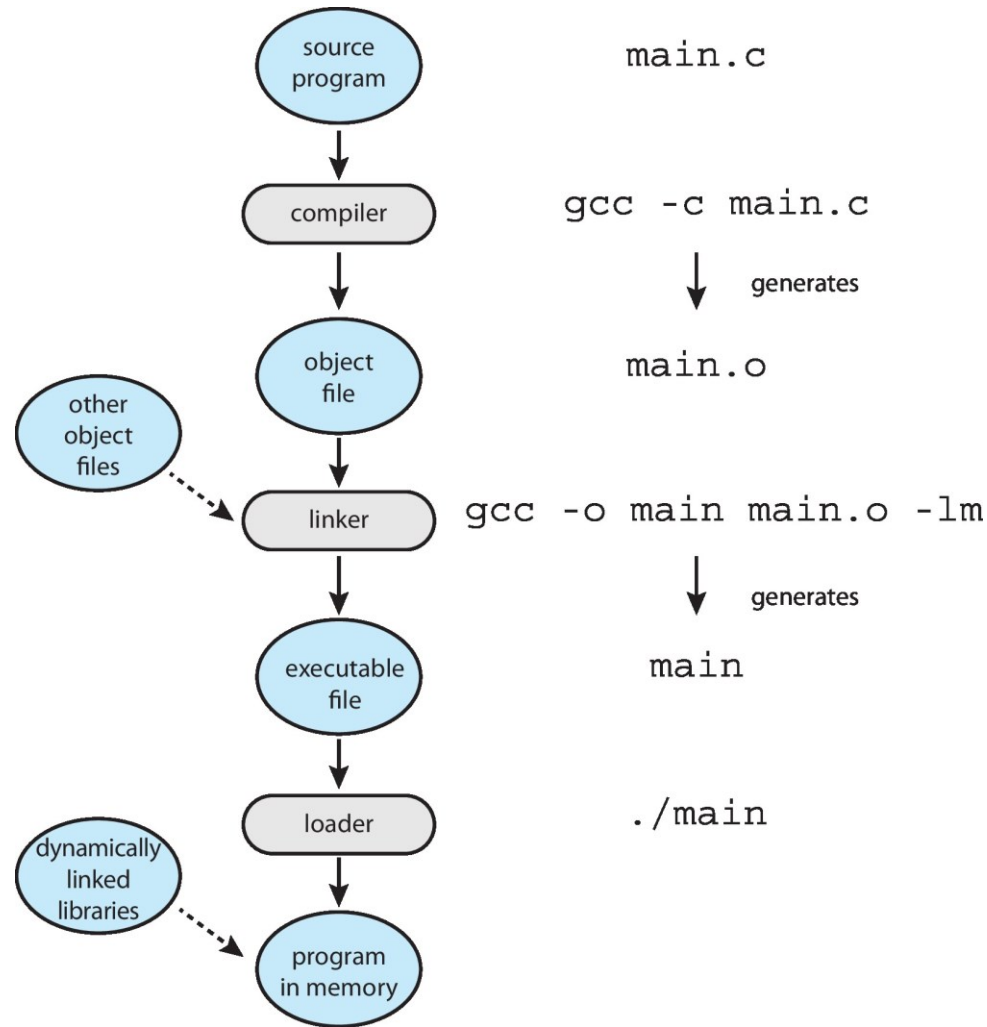 source
program
main.c
compiler
gcc -c main.c
generates
object
file
main.o
other
object
files
linker
gcc -o main main.o -lm
generates
executable
file
main
loader
./main
dynamically
linked
libraries
program
in memory